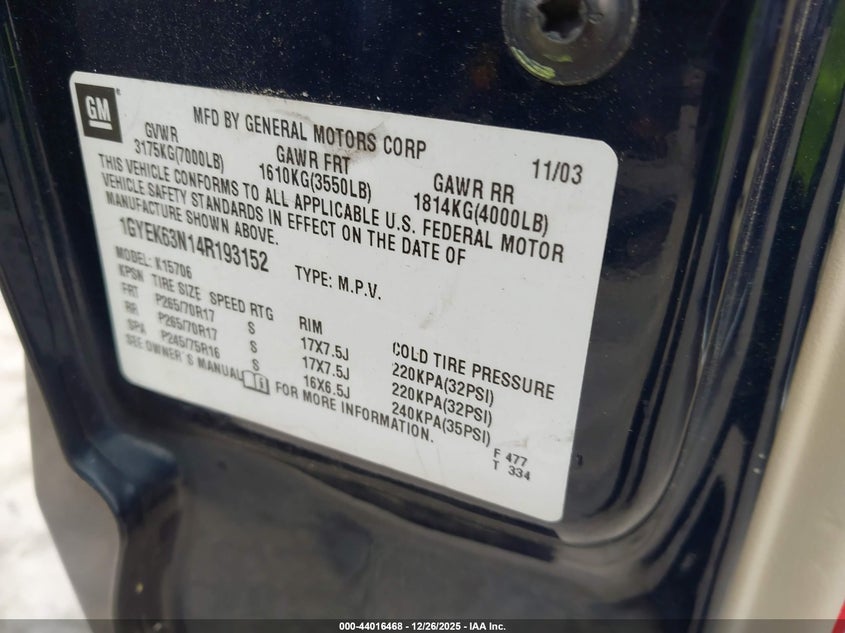 GM
MFD BY GENERAL MOTORS CORP 11/03
GVWR GAWR FRT GAWR RR
3175KG(7000LB) 1610KG(3550LB) 1814KG(4000LB)
THIS VEHICLE CONFORMS TO ALL APPLICABLE U.S. FEDERAL MOTOR
VEHICLE SAFETY STANDARDS IN EFFECT ON THE DATE OF
MANUFACTURE SHOWN ABOVE.
1GYEK63N14R193152 TYPE: M.P.V.
MODEL: K15706
KPSN TIRE SIZE SPEED RTG RIM COLD TIRE PRESSURE
FRT P265/70R17 S 17X7.5J 220KPA(32PSI)
RR P265/70R17 S 17X7.5J 220KPA(32PSI)
SPA P245/75R16 S 16X6.5J 240KPA(35PSI)
SEE OWNER'S MANUAL i FOR MORE INFORMATION.
F 477
T 334
000-44016468 - 12/26/2025 - IAA Inc.